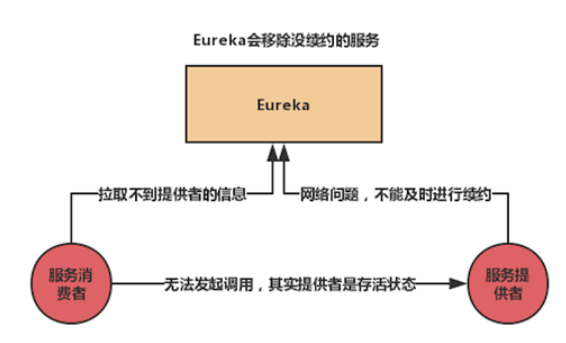 Eureka会移除没续约的服务
Eureka
拉取不到提供者的信息
网络问题，不能及时进行续约
服务消
费者
无法发起调用，其实提供者是存活状态
服务提
供者